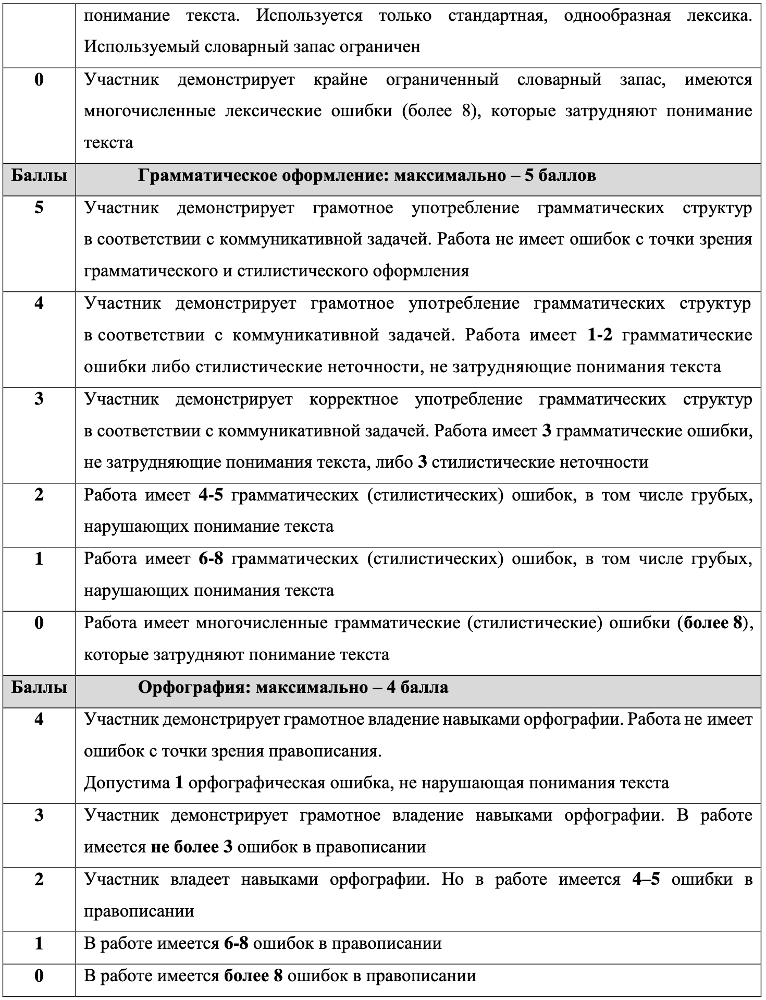 понимание текста. Используется только стандартная, однообразная лексика.
Используемый словарный запас ограничен
0 Участник демонстрирует крайне ограниченный словарный запас, имеются
многочисленные лексические ошибки (более 8), которые затрудняют понимание
текста
Баллы Грамматическое оформление: максимально – 5 баллов
5 Участник демонстрирует грамотное употребление грамматических структур
в соответствии с коммуникативной задачей. Работа не имеет ошибок с точки зрения
грамматического и стилистического оформления
4 Участник демонстрирует грамотное употребление грамматических структур
в соответствии с коммуникативной задачей. Работа имеет 1-2 грамматические
ошибки либо стилистические неточности, не затрудняющие понимания текста
3 Участник демонстрирует корректное употребление грамматических структур
в соответствии с коммуникативной задачей. Работа имеет 3 грамматические ошибки,
не затрудняющие понимания текста, либо 3 стилистические неточности
2 Работа имеет 4-5 грамматических (стилистических) ошибок, в том числе грубых,
нарушающих понимание текста
1 Работа имеет 6-8 грамматических (стилистических) ошибок, в том числе грубых,
нарушающих понимания текста
0 Работа имеет многочисленные грамматические (стилистические) ошибки (более 8),
которые затрудняют понимание текста
Баллы Орфография: максимально – 4 балла
4 Участник демонстрирует грамотное владение навыками орфографии. Работа не имеет
ошибок с точки зрения правописания.
Допустима 1 орфографическая ошибка, не нарушающая понимания текста
3 Участник демонстрирует грамотное владение навыками орфографии. В работе
имеется не более 3 ошибок в правописании
2 Участник владеет навыками орфографии. Но в работе имеется 4–5 ошибки в
правописании
1 В работе имеется 6-8 ошибок в правописании
0 В работе имеется более 8 ошибок в правописании